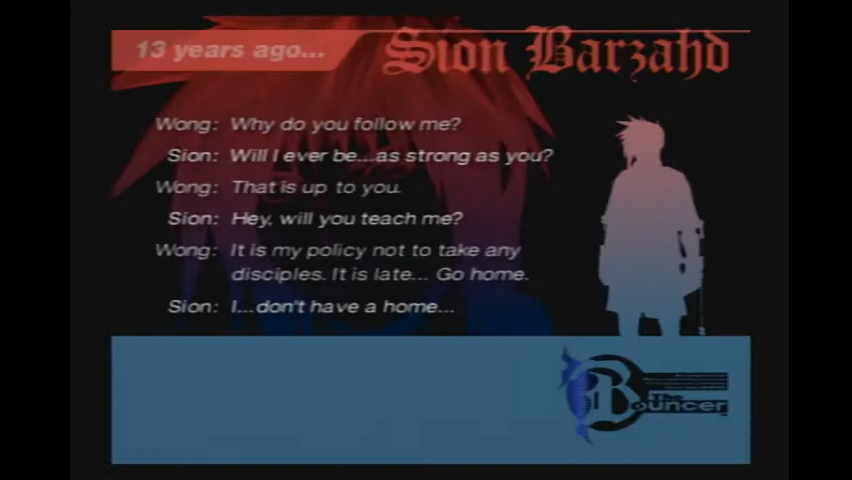 13 years ago...
Sion Barzahd
Wong: Why do you follow me?
Sion: Will I ever be...as strong as you?
Wong: That is up to you.
Sion: Hey, will you teach me?
Wong: It is my policy not to take any
disciples. It is late... Go home.
Sion: I...don't have a home...
The
Bouncer